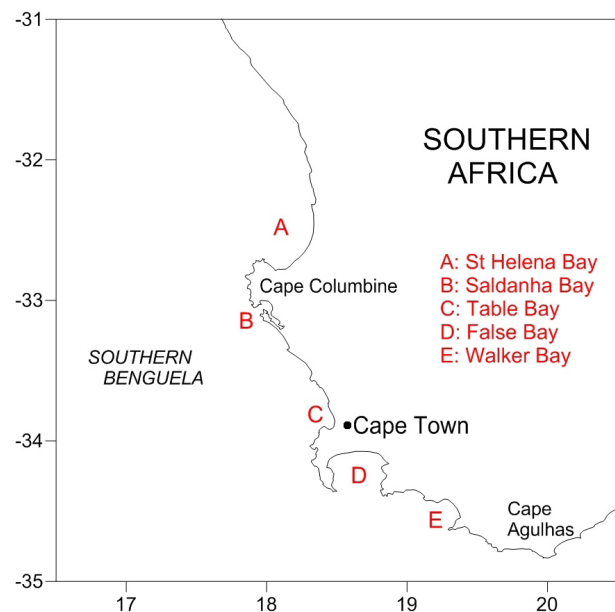 -31
-32
-33
-34
-35
17
18
19
20
SOUTHERN
AFRICA
A
A: St Helena Bay
B: Saldanha Bay
C: Table Bay
D: False Bay
E: Walker Bay
Cape Columbine
B
SOUTHERN
BENGUELA
C
Cape Town
D
E
Cape
Agulhas